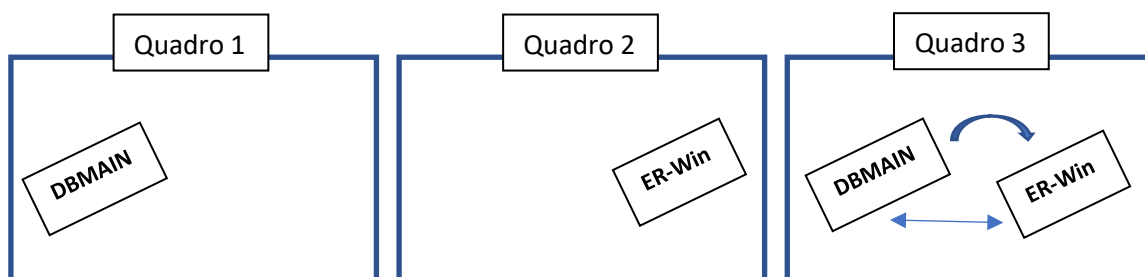 Quadro 1
Quadro 2
Quadro 3
DBMAIN
ER-Win
DBMAIN
ER-Win